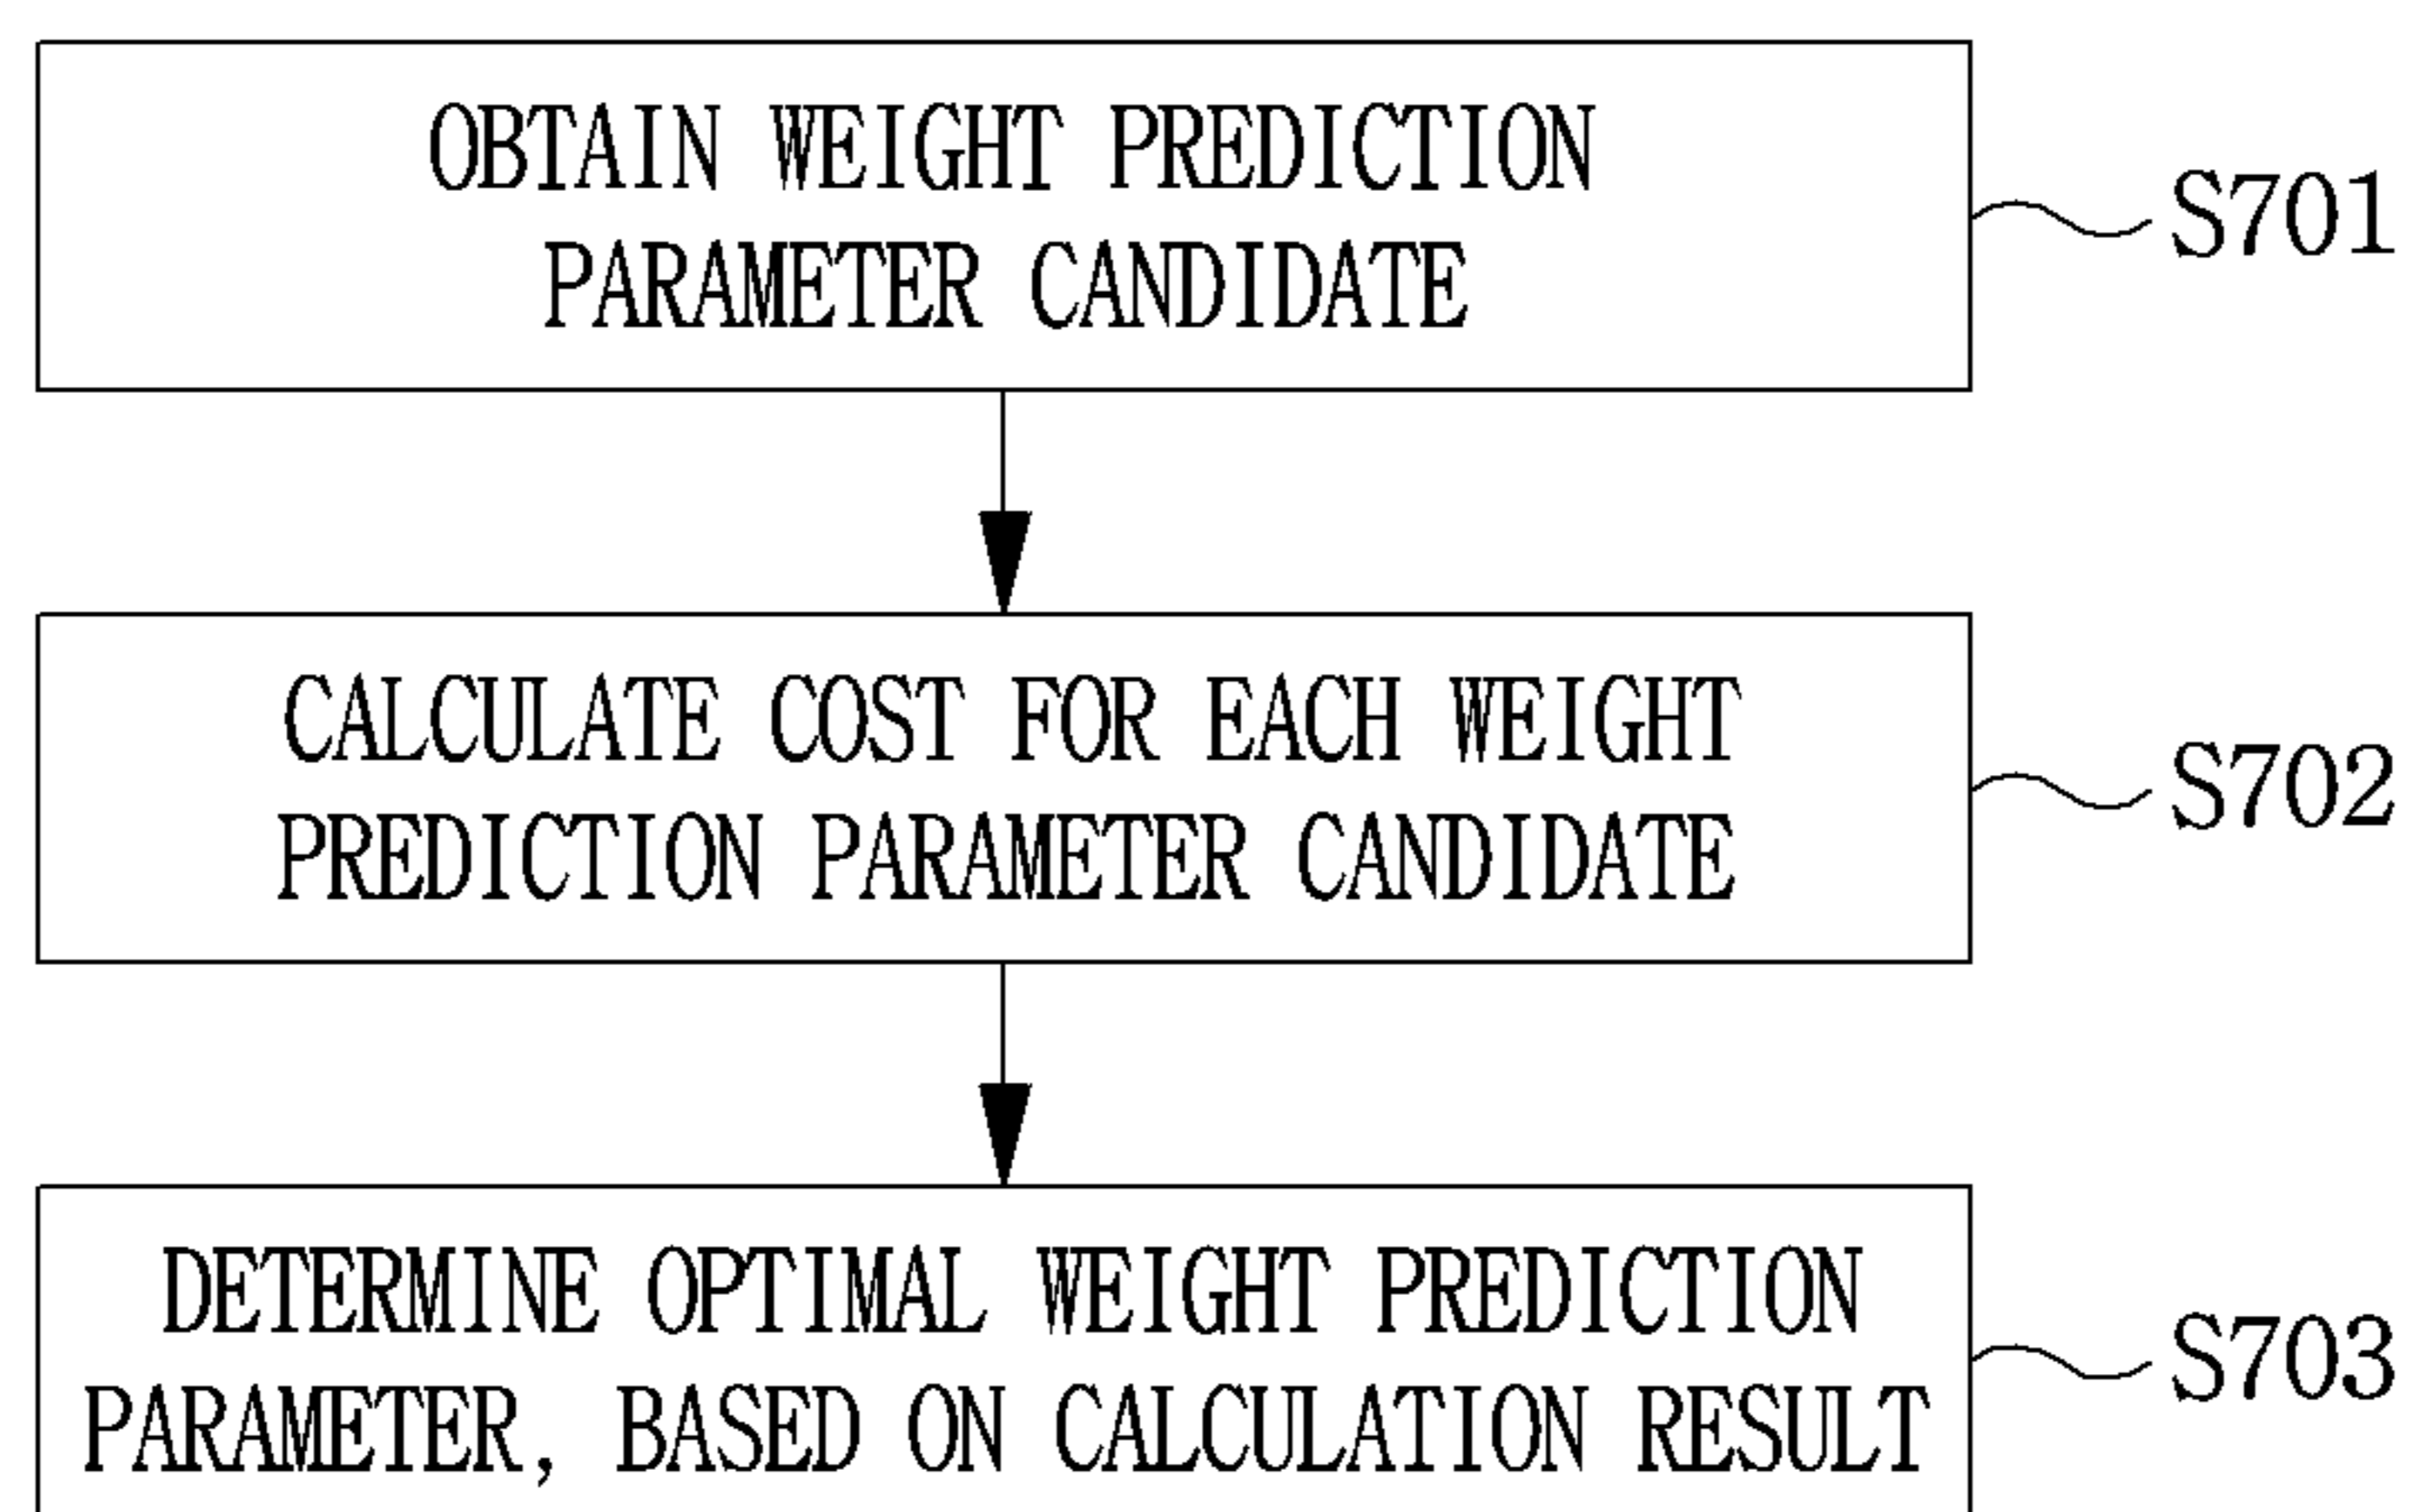 OBTAIN WEIGHT PREDICTION
PARAMETER CANDIDATE
S701
CALCULATE COST FOR EACH WEIGHT
PREDICTION PARAMETER CANDIDATE
S702
DETERMINE OPTIMAL WEIGHT PREDICTION
PARAMETER, BASED ON CALCULATION RESULT
S703